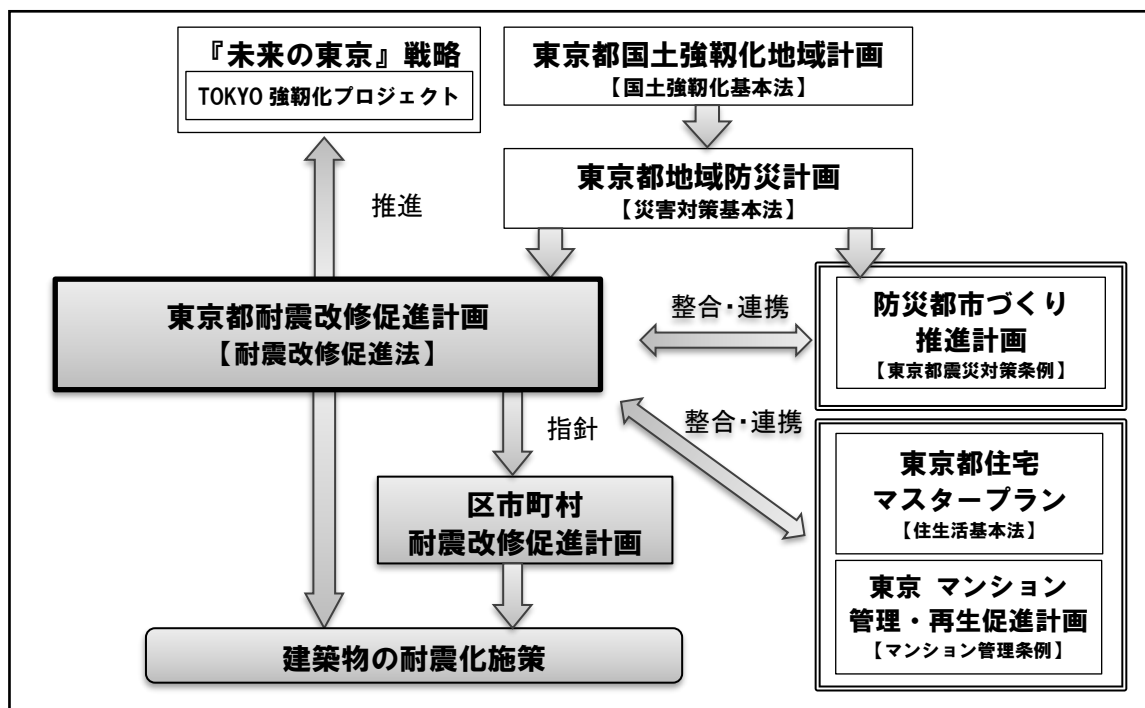 『未来の東京』戦略
TOKYO 強靭化プロジェクト
東京都国土強靱化地域計画
【国土強靱化基本法】
東京都地域防災計画
【災害対策基本法】
推進
東京都耐震改修促進計画
【耐震改修促進法】
整合・連携
防災都市づくり
推進計画
【東京都震災対策条例】
指針
整合・連携
区市町村
耐震改修促進計画
東京都住宅
マスタープラン
【住生活基本法】
東京 マンション
管理・再生促進計画
【マンション管理条例】
建築物の耐震化施策